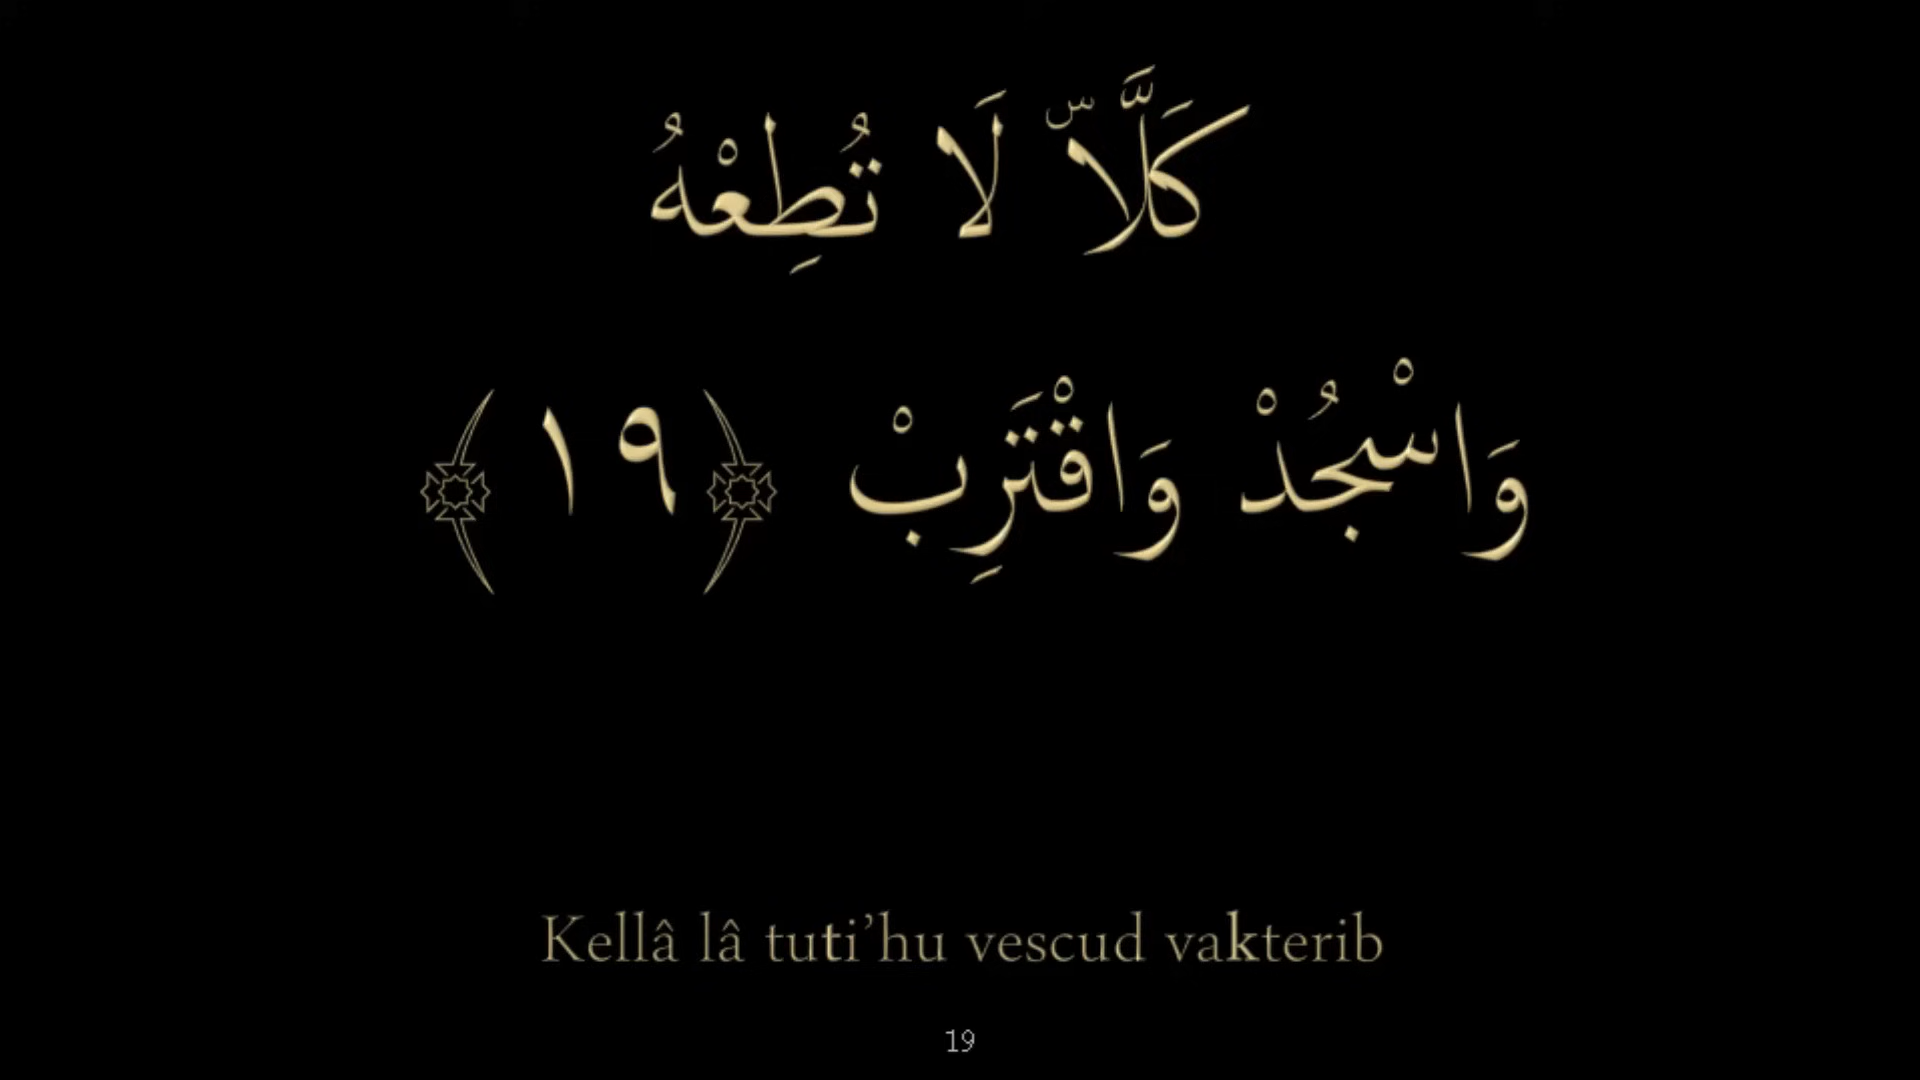 كَلَّاۜ لَا تُطِعْهُ
وَاسْجُدْ وَاقْتَرِبْ ﴿١٩﴾
Kellâ lâ tuti’hu vescud vakterib
19